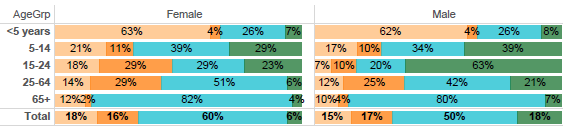 AgeGrp Female Male
<5 years 63% 4% 26% 7% 62% 4% 26% 8%
5-14 21% 11% 39% 29% 17% 10% 34% 39%
15-24 18% 29% 29% 23% 7% 10% 20% 63%
25-64 14% 29% 51% 6% 12% 25% 42% 21%
65+ 12% 2% 82% 4% 10% 4% 80% 7%
Total 18% 16% 60% 6% 15% 17% 50% 18%